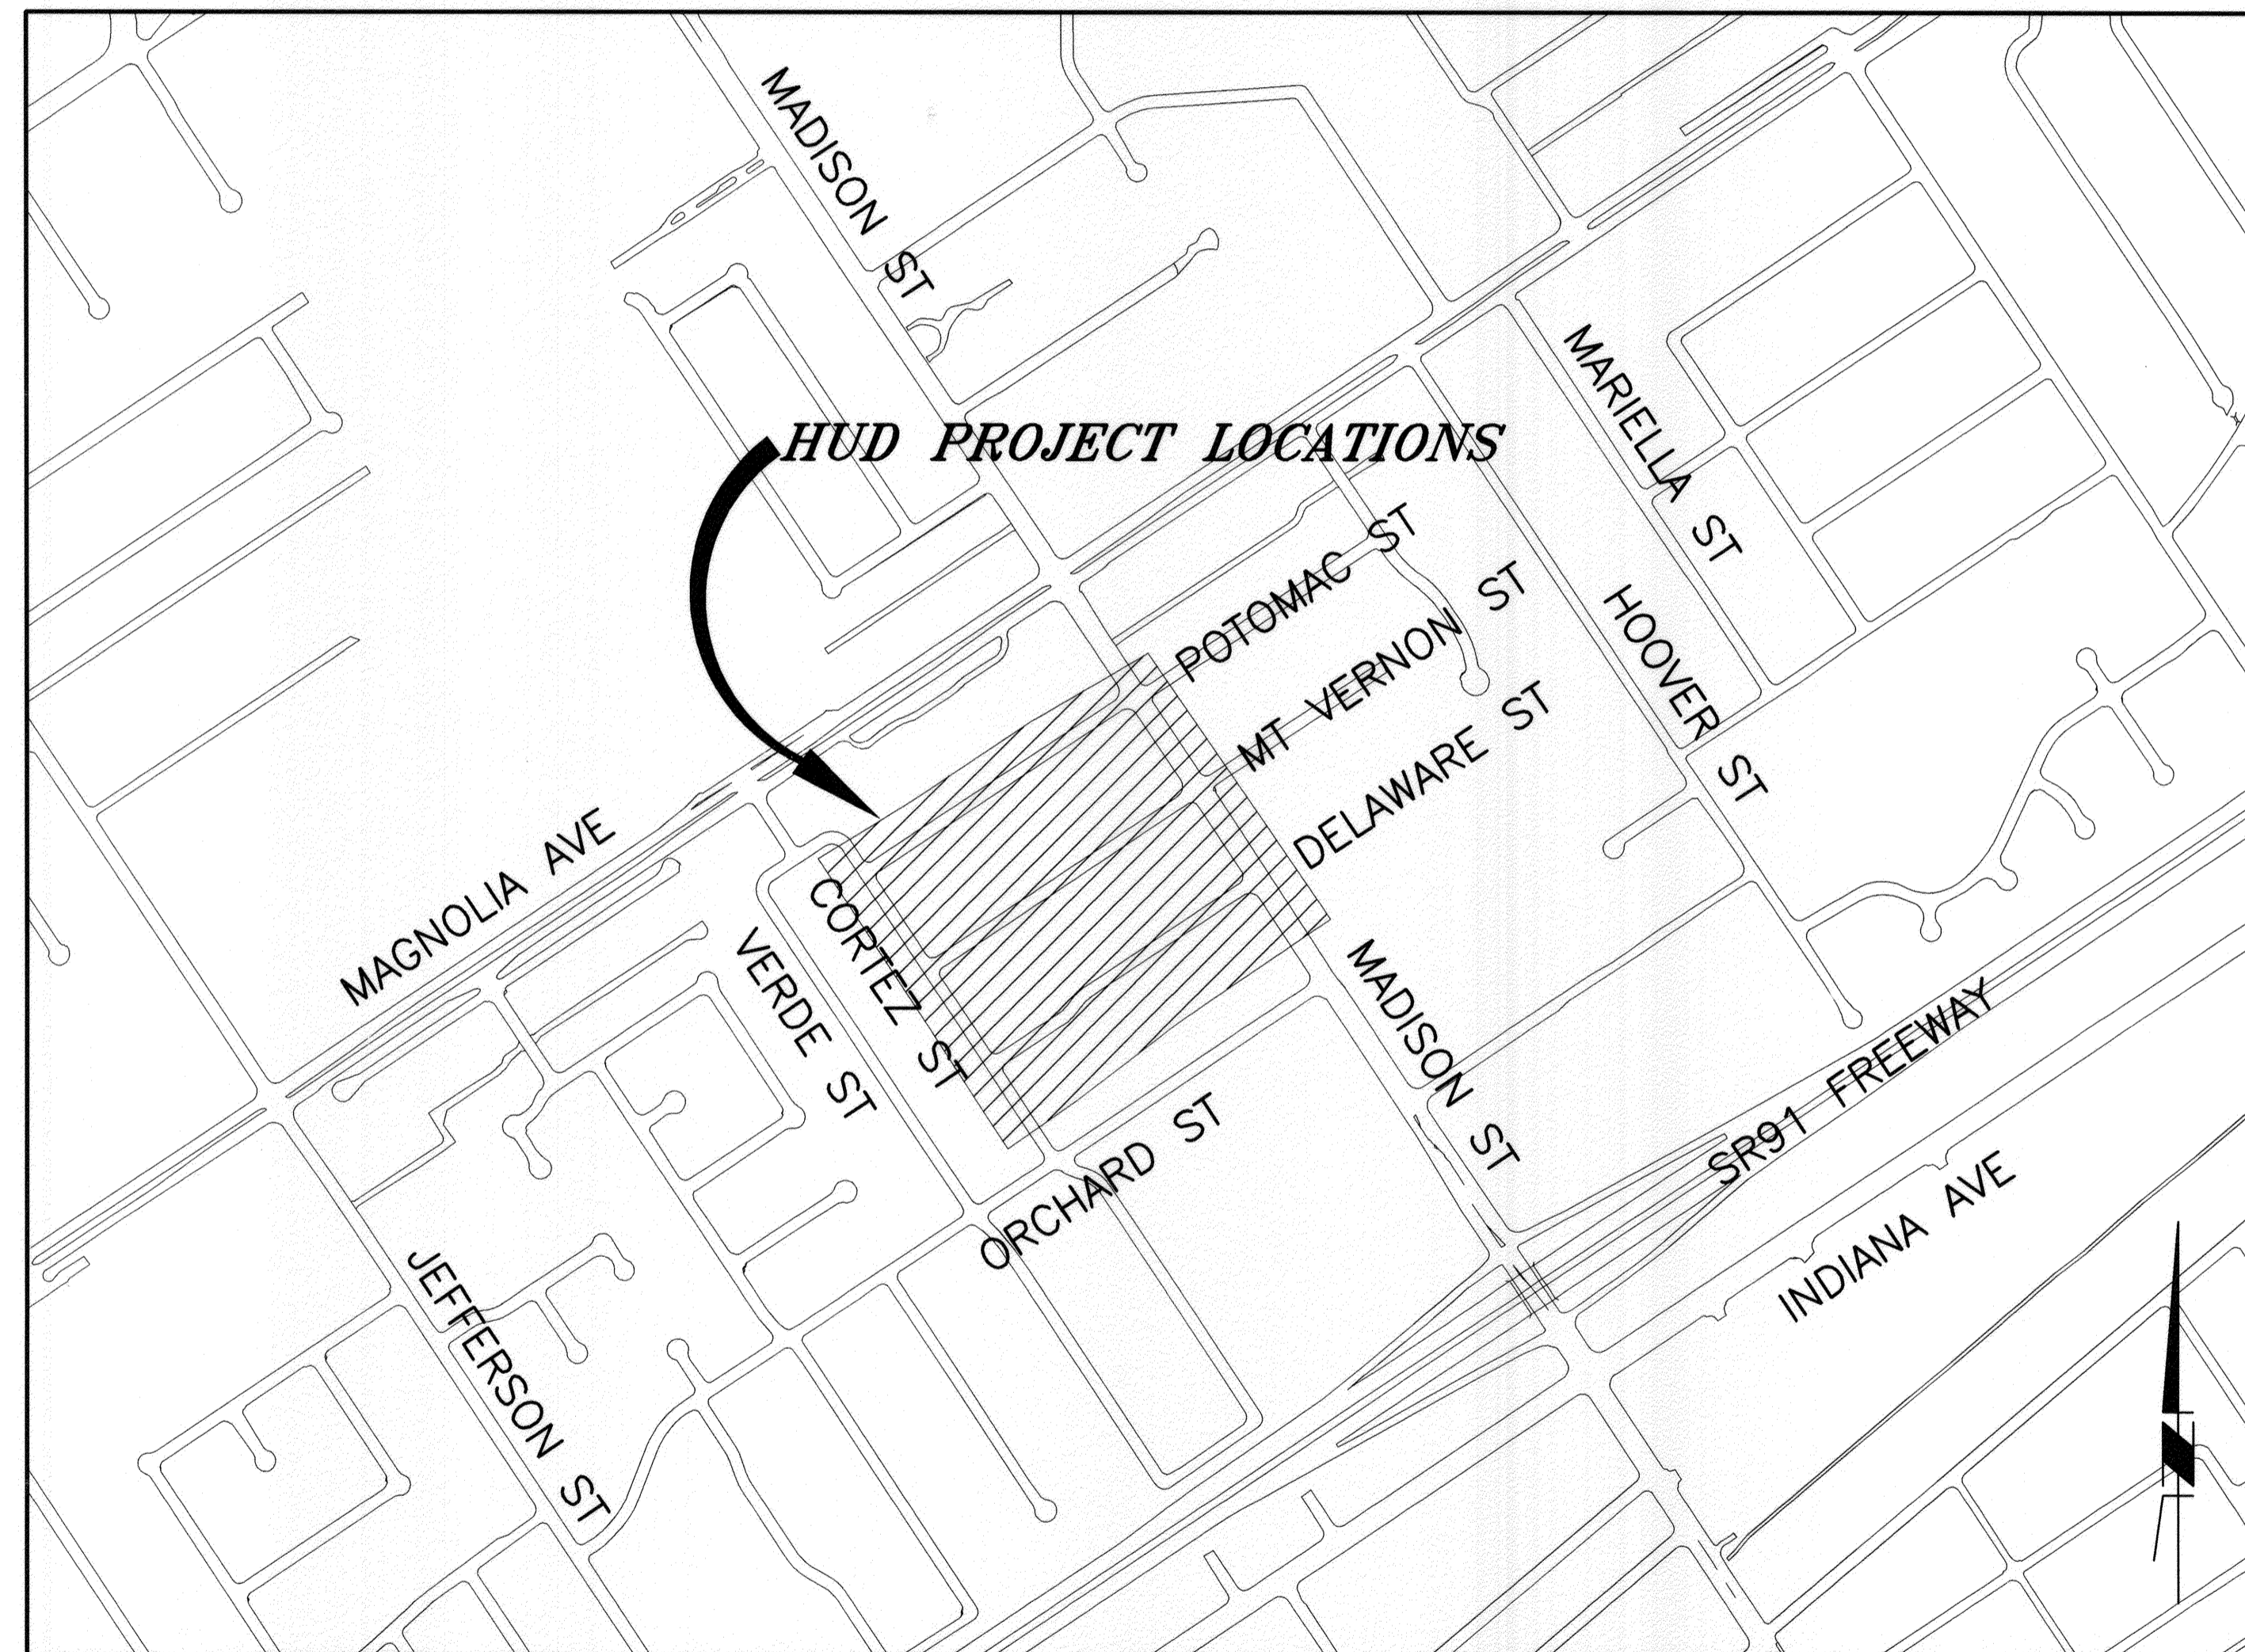 MADISON ST
MARIELLA ST
HUD PROJECT LOCATIONS
POTOMAC ST
MT VERNON ST
HOOVER ST
DELAWARE ST
MAGNOLIA AVE
CORTEZ ST
VERDE ST
MADISON ST
SR91 FREEWAY
ORCHARD ST
INDIANA AVE
JEFFERSON ST
N